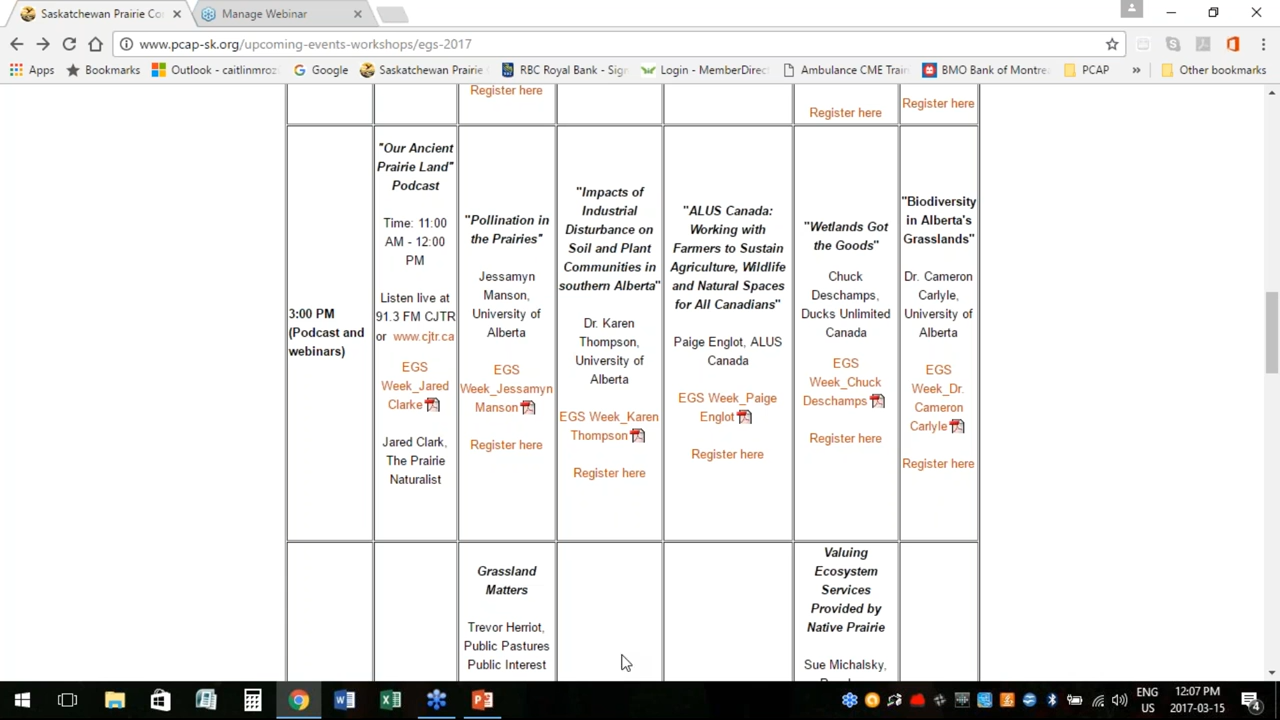 Saskatchewan Prairie Co
Manage Webinar
www.pcap-sk.org/upcoming-events-workshops/egs-2017
Apps
Bookmarks
Outlook - caitlinmroz
Google
Saskatchewan Prairie
RBC Royal Bank - Sig
Login - MemberDirec
Ambulance CME Train
BMO Bank of Montre
PCAP
»
Other bookmarks
Register here
Register here
Register here
3:00 PM
(Podcast and
webinars)
"Our Ancient
Prairie Land"
Podcast
Time: 11:00
AM - 12:00
PM
Listen live at
91.3 FM CJTR
or www.cjtr.ca
EGS
Week_Jared
Clarke
Jared Clark,
The Prairie
Naturalist
"Pollination in
the Prairies"
Jessamyn
Manson,
University of
Alberta
EGS
Week_Jessamyn
Manson
Register here
"Impacts of
Industrial
Disturbance on
Soil and Plant
Communities in
southern Alberta"
Dr. Karen
Thompson,
University of
Alberta
EGS Week_Karen
Thompson
Register here
"ALUS Canada:
Working with
Farmers to Sustain
Agriculture, Wildlife
and Natural Spaces
for All Canadians"
Paige Englot, ALUS
Canada
EGS Week_Paige
Englot
Register here
"Wetlands Got
the Goods"
Chuck
Deschamps,
Ducks Unlimited
Canada
EGS
Week_Chuck
Deschamps
Register here
"Biodiversity
in Alberta's
Grasslands"
Dr. Cameron
Carlyle,
University of
Alberta
EGS
Week_Dr.
Cameron
Carlyle
Register here
Grassland
Matters
Trevor Herriot,
Public Pastures
Public Interest
Valuing
Ecosystem
Services
Provided by
Native Prairie
Sue Michalsky,
ENG
US
12:07 PM
2017-03-15
4